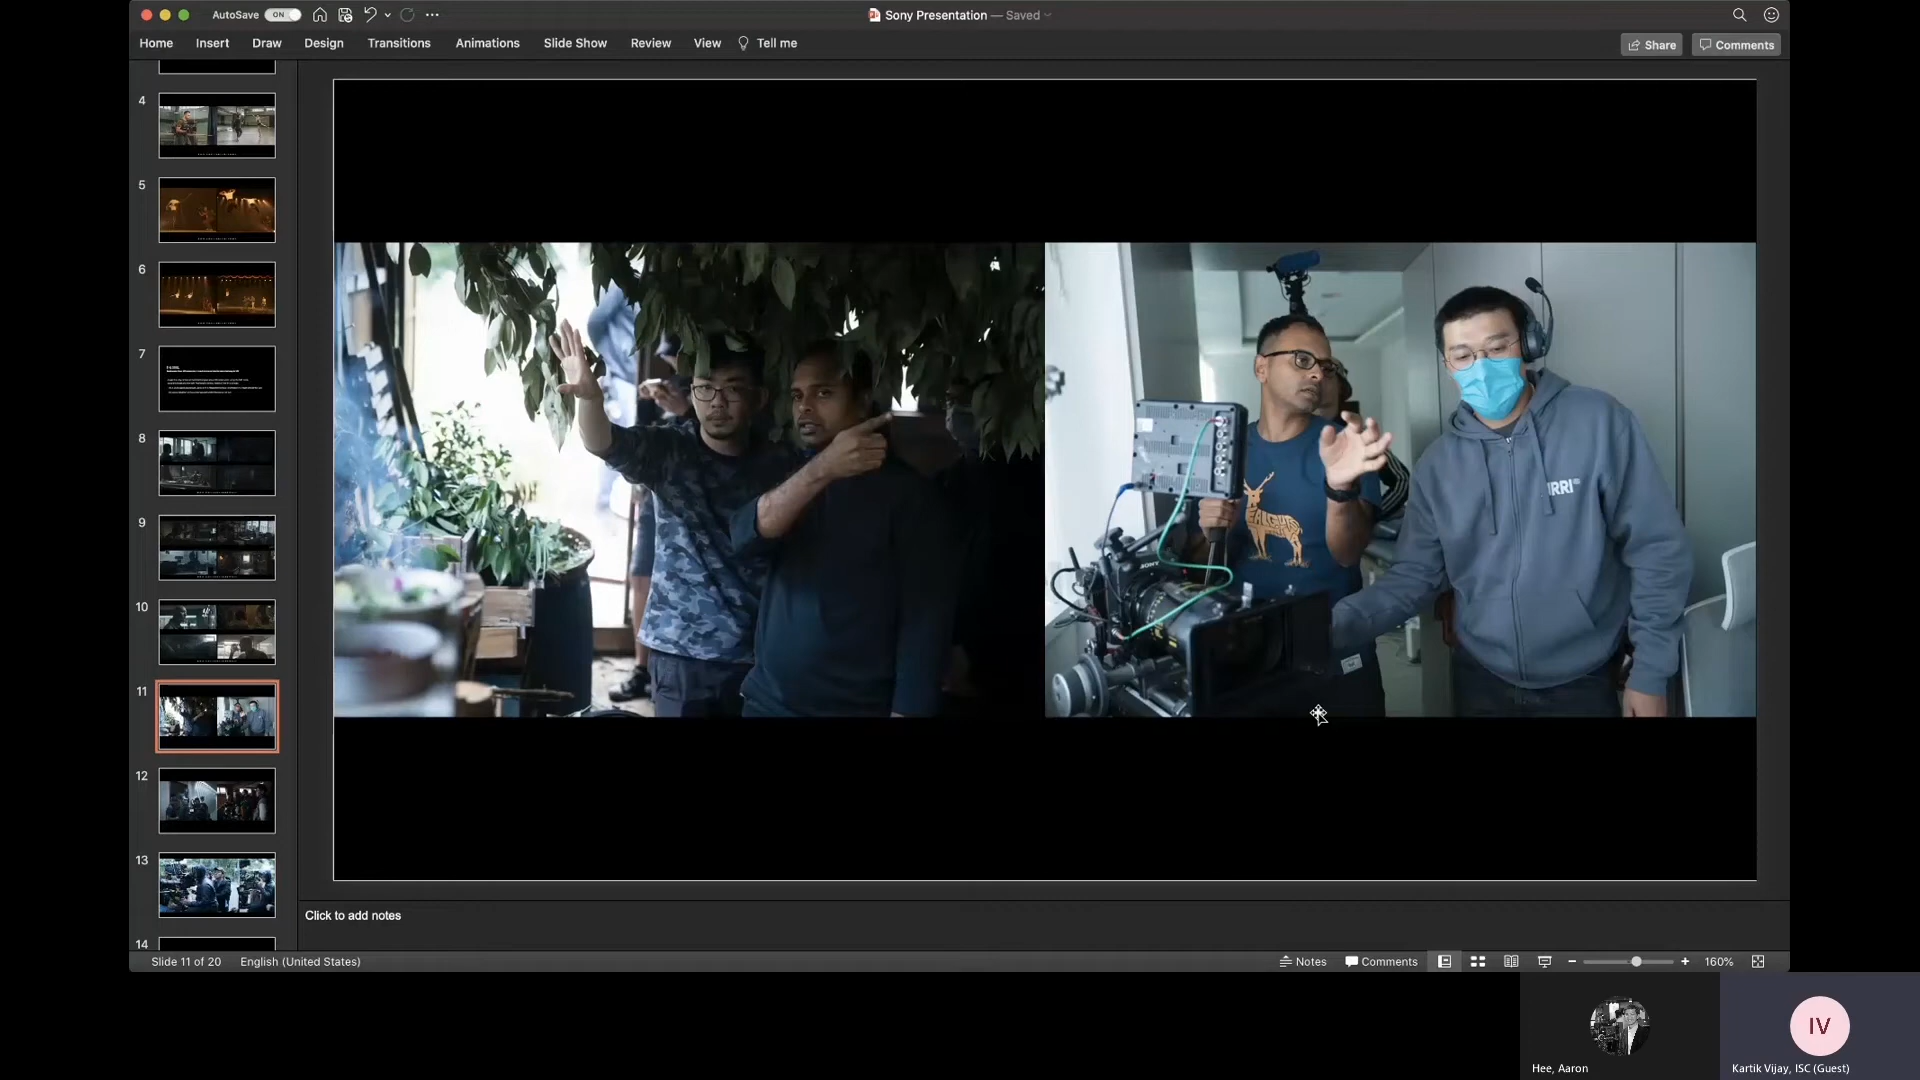 AutoSave ON
Sony Presentation — Saved
Home Insert Draw Design Transitions Animations Slide Show Review View Tell me
Share Comments
4
5
6
7
8
9
10
11
12
13
14
SONY
ARRI
Click to add notes
Slide 11 of 20 English (United States)
Notes Comments 160%
IV
Hee, Aaron
Kartik Vijay, ISC (Guest)